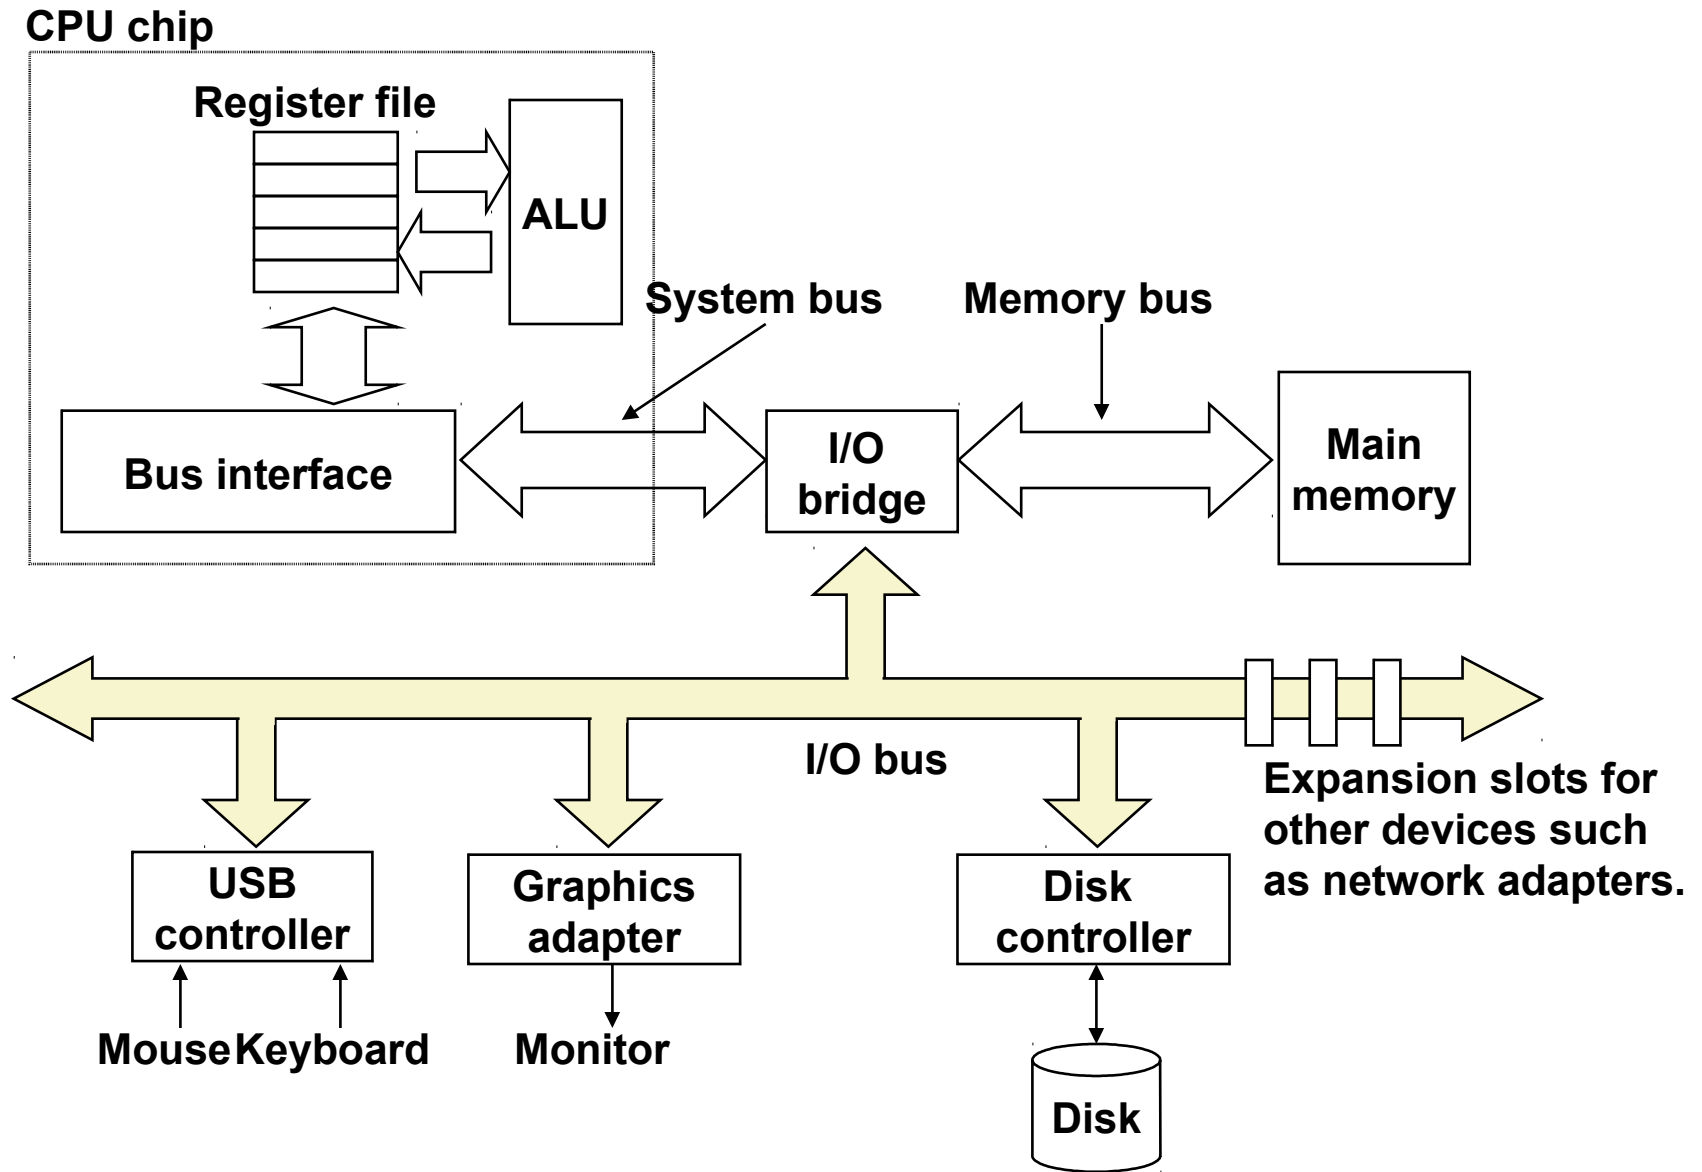 CPU chip
Register file
ALU
System bus
Memory bus
Bus interface
I/O
bridge
Main
memory
I/O bus
Expansion slots for
other devices such
as network adapters.
USB
controller
Graphics
adapter
Disk
controller
Mouse
Keyboard
Monitor
Disk